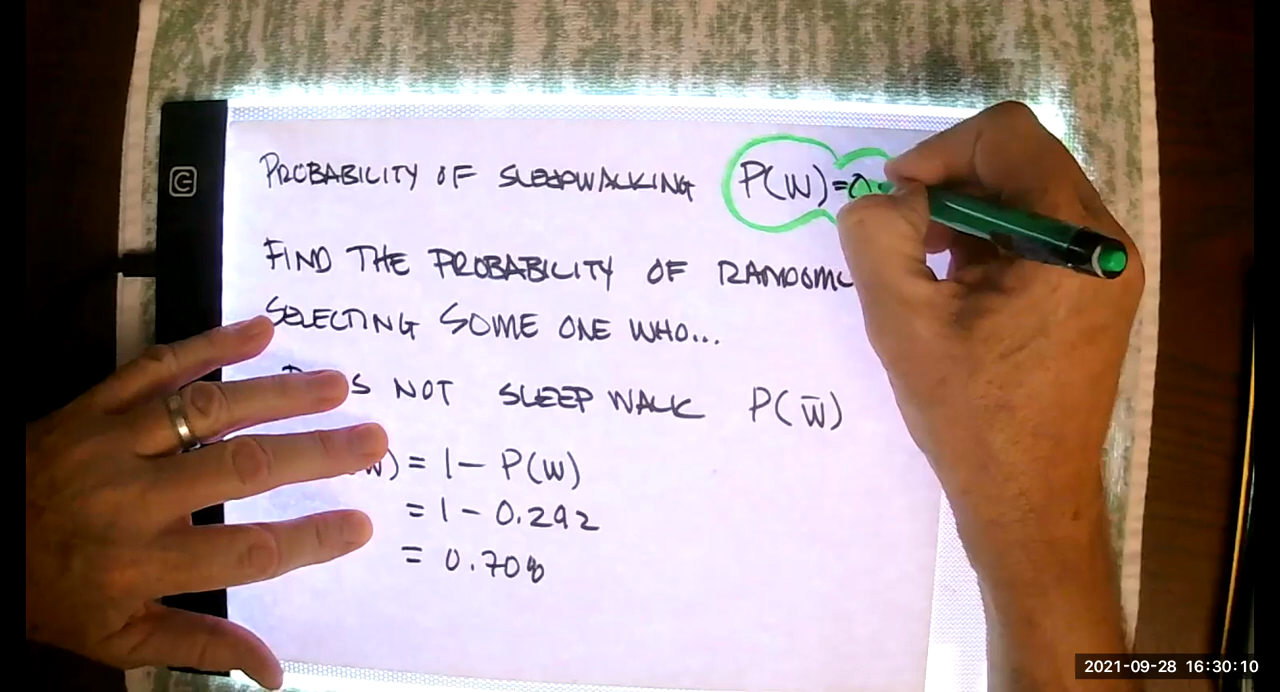 PROBABILITY OF SLEEPWALKING P(W)=0.
FIND THE PROBABILITY OF RANDOML
SELECTING SOME ONE WHO...
NOT SLEEP WALK P(W̅)
W) = 1 - P(W)
= 1 - 0.292
= 0.708
2021-09-28 16:30:10